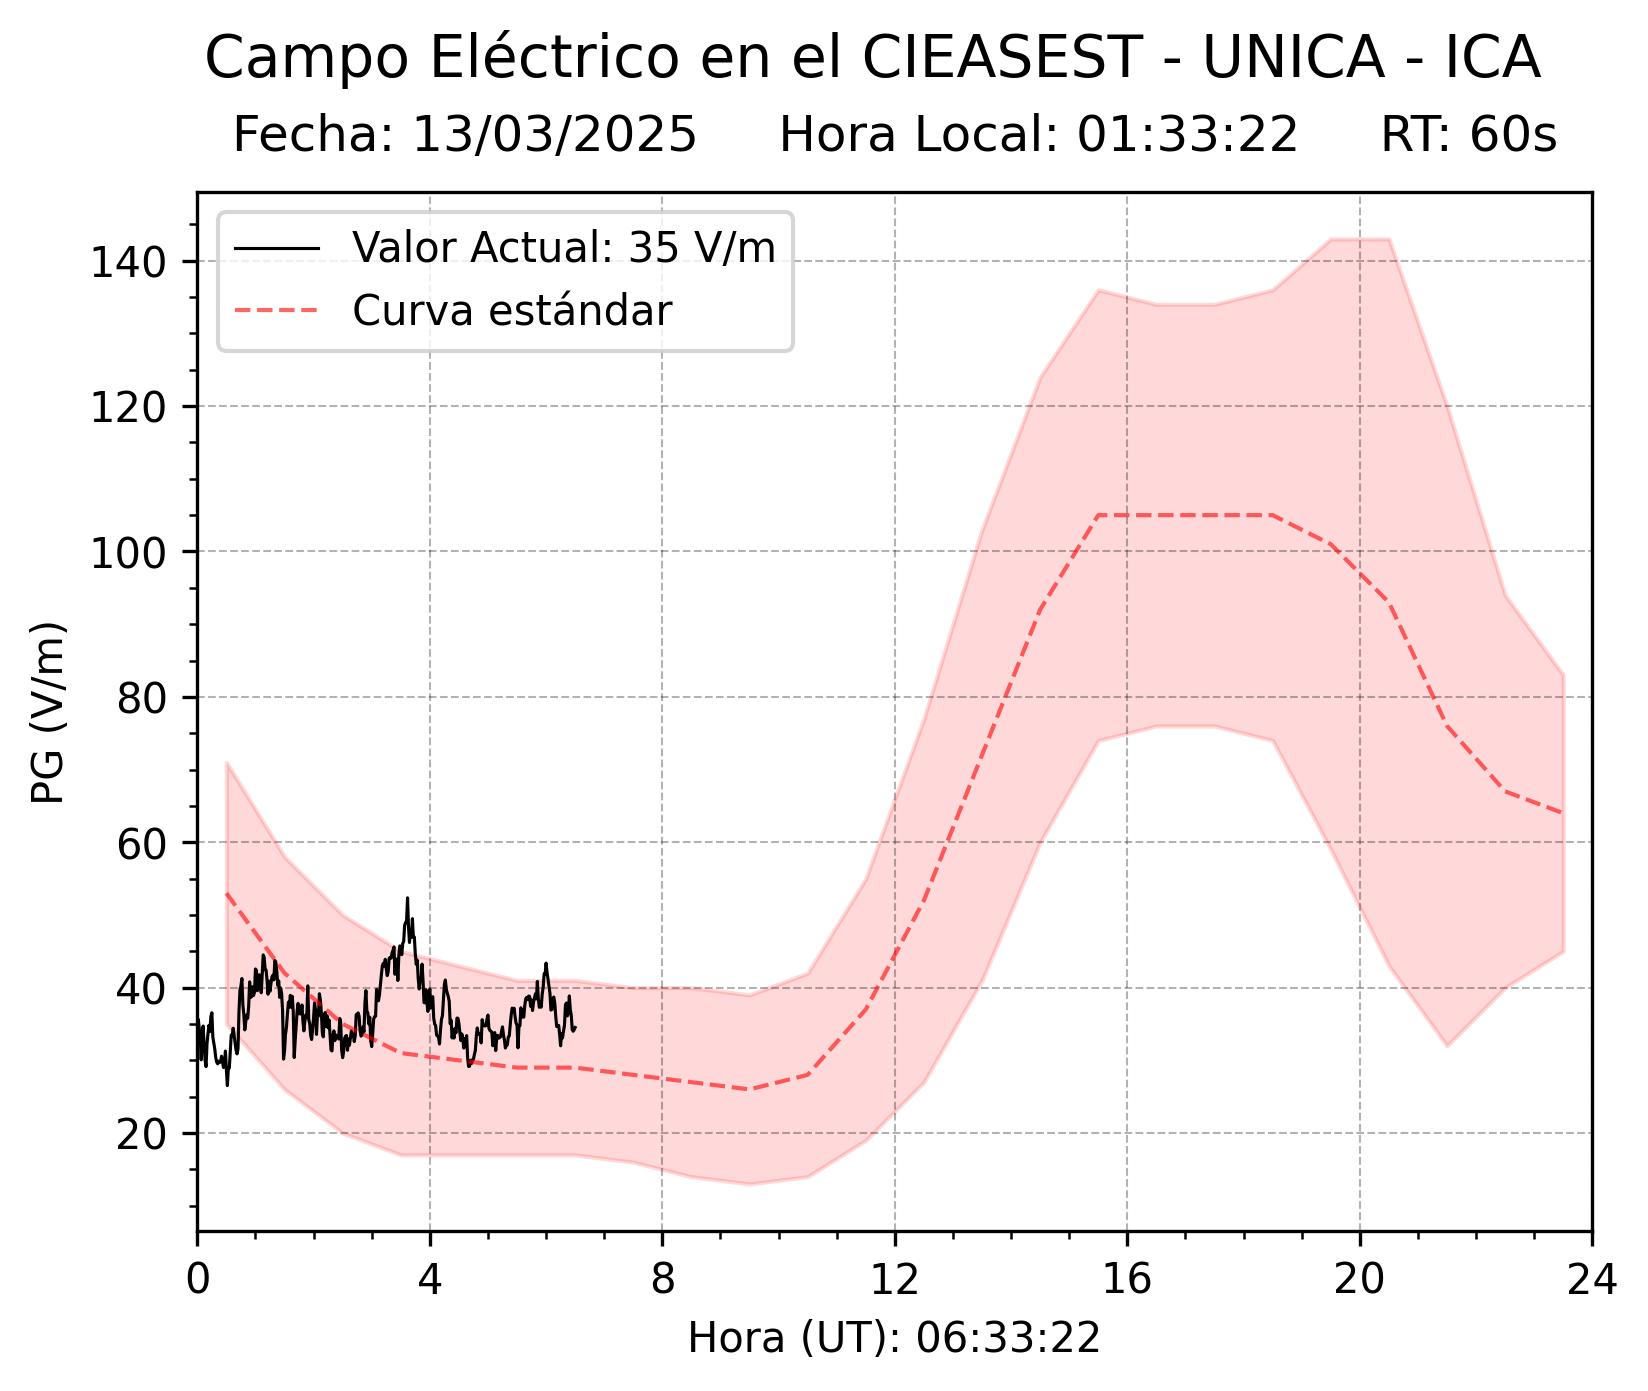 Campo Eléctrico en el CIEASEST - UNICA - ICA
Fecha: 13/03/2025 Hora Local: 01:33:22 RT: 60s
Valor Actual: 35 V/m
Curva estándar
140
120
100
80
60
40
20
PG (V/m)
0 4 8 12 16 20 24
Hora (UT): 06:33:22